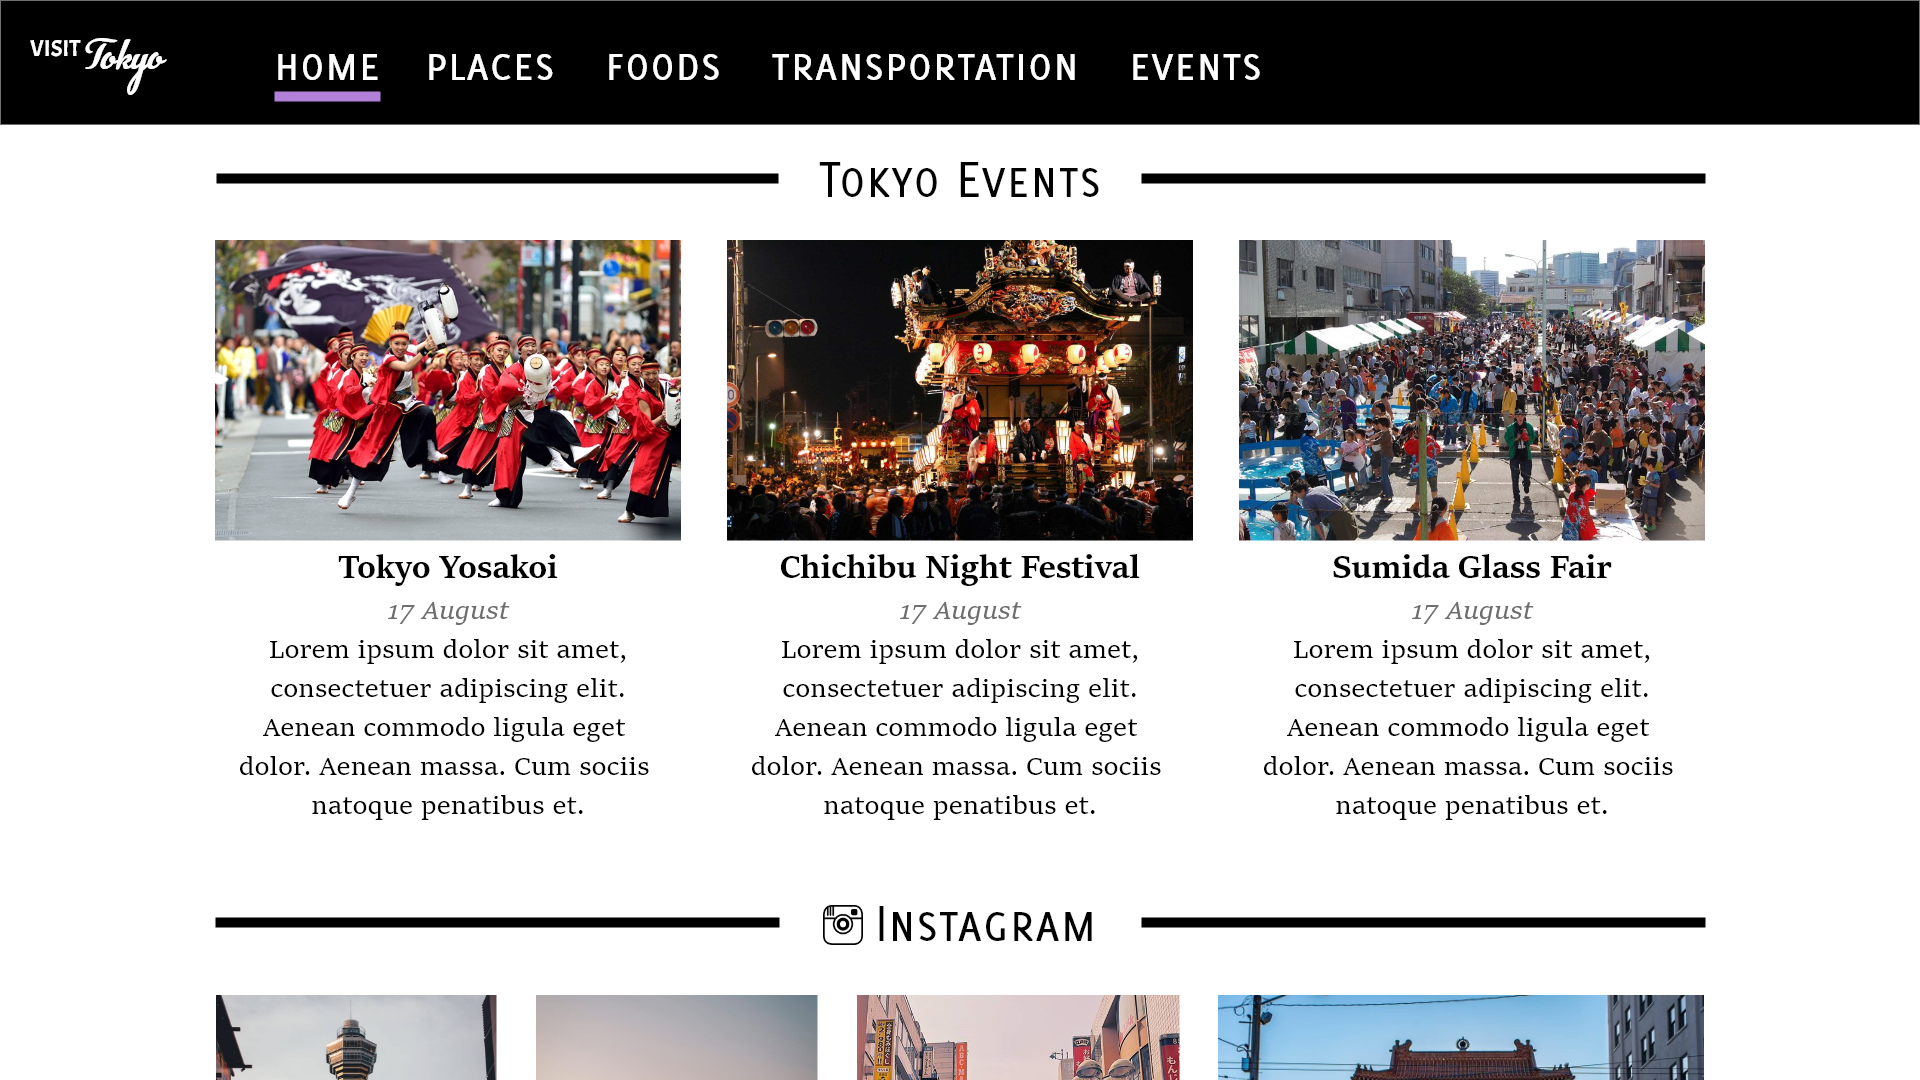 VISIT Tokyo
HOME PLACES FOODS TRANSPORTATION EVENTS
Tokyo Events
Tokyo Yosakoi
17 August
Lorem ipsum dolor sit amet,
consectetuer adipiscing elit.
Aenean commodo ligula eget
dolor. Aenean massa. Cum sociis
natoque penatibus et.
Chichibu Night Festival
17 August
Lorem ipsum dolor sit amet,
consectetuer adipiscing elit.
Aenean commodo ligula eget
dolor. Aenean massa. Cum sociis
natoque penatibus et.
Sumida Glass Fair
17 August
Lorem ipsum dolor sit amet,
consectetuer adipiscing elit.
Aenean commodo ligula eget
dolor. Aenean massa. Cum sociis
natoque penatibus et.
Instagram